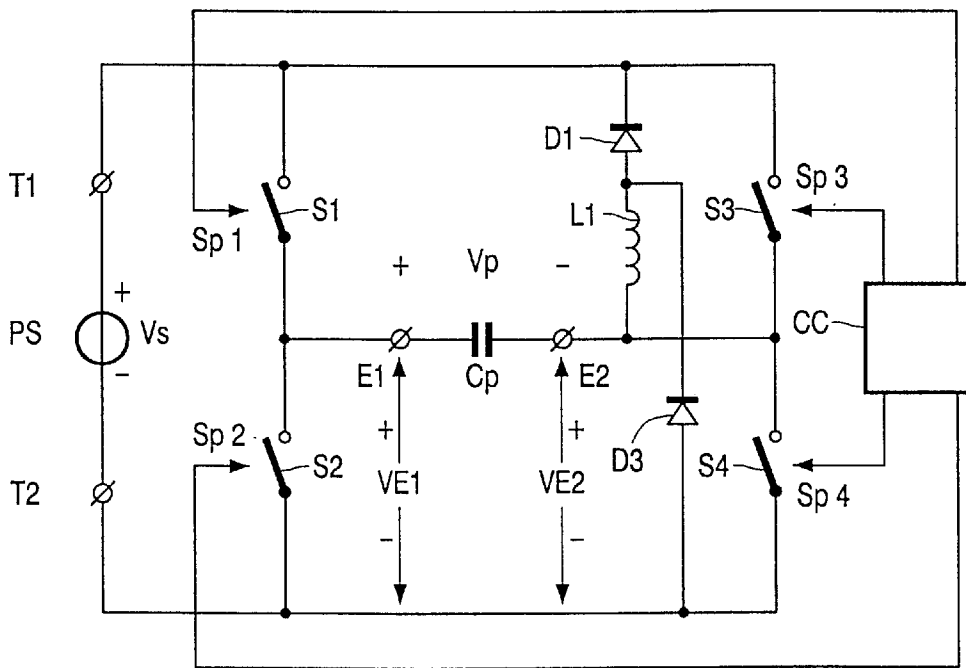 D1
T1
Sp 3
S1
L1
S3
Sp 1
+
Vp
−
+
PS
Vs
CC
−
E1
Cp
E2
Sp 2
+
+
D3
S2
VE1
VE2
S4
T2
Sp 4
−
−